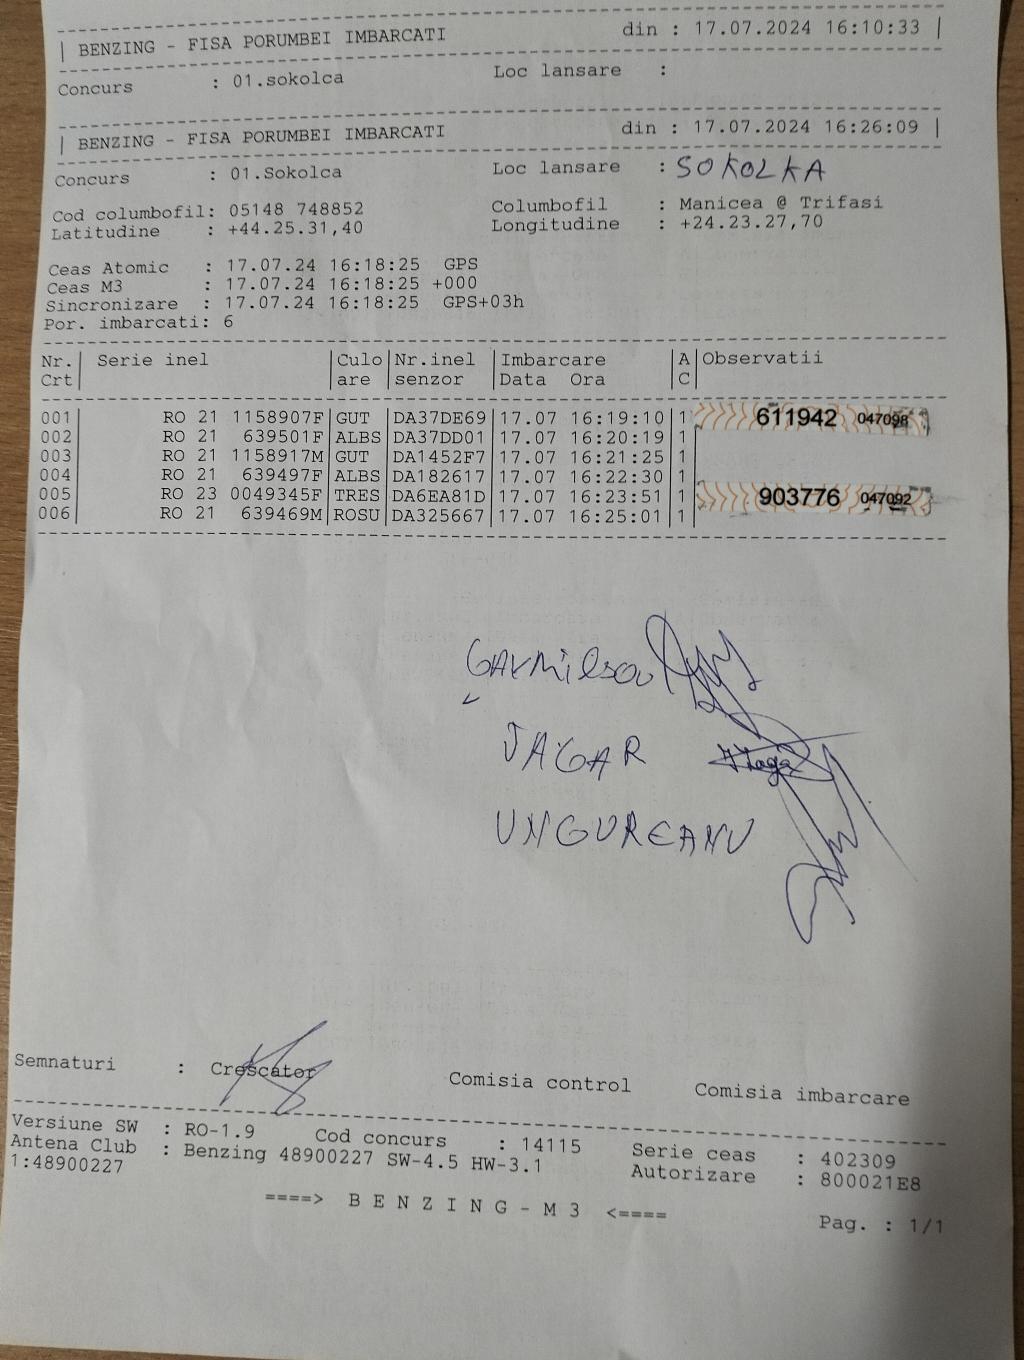 | BENZING - FISA PORUMBEI IMBARCATI din : 17.07.2024 16:10:33 |
Concurs : 01.sokolca Loc lansare :
| BENZING - FISA PORUMBEI IMBARCATI din : 17.07.2024 16:26:09 |
Concurs : 01.Sokolca Loc lansare : SOKOLKA
Cod columbofil: 05148 748852 Columbofil : Manicea @ Trifasi
Latitudine : +44.25.31,40 Longitudine : +24.23.27,70
Ceas Atomic : 17.07.24 16:18:25 GPS
Ceas M3 : 17.07.24 16:18:25 +000
Sincronizare : 17.07.24 16:18:25 GPS+03h
Por. imbarcati: 6
Nr.| Serie inel |Culo|Nr.inel |Imbarcare |A|Observatii
Crt| |are |senzor |Data Ora |C|
001| RO 21 1158907F|GUT |DA37DE69|17.07 16:19:10|1| 611942 047098
002| RO 21 639501F|ALBS|DA37DD01|17.07 16:20:19|1|
003| RO 21 1158917M|GUT |DA1452F7|17.07 16:21:25|1|
004| RO 21 639497F|ALBS|DA182617|17.07 16:22:30|1|
005| RO 23 0049345F|TRES|DA6EA81D|17.07 16:23:51|1| 903776 047092
006| RO 21 639469M|ROSU|DA325667|17.07 16:25:01|1|
JAGAR
UNGUREANU
Semnaturi : Crescator Comisia control Comisia imbarcare
Versiune SW : RO-1.9 Cod concurs : 14115 Serie ceas : 402309
Antena Club : Benzing 48900227 SW-4.5 HW-3.1 Autorizare : 800021E8
1:48900227
====> B E N Z I N G - M 3 <====
Pag. : 1/1